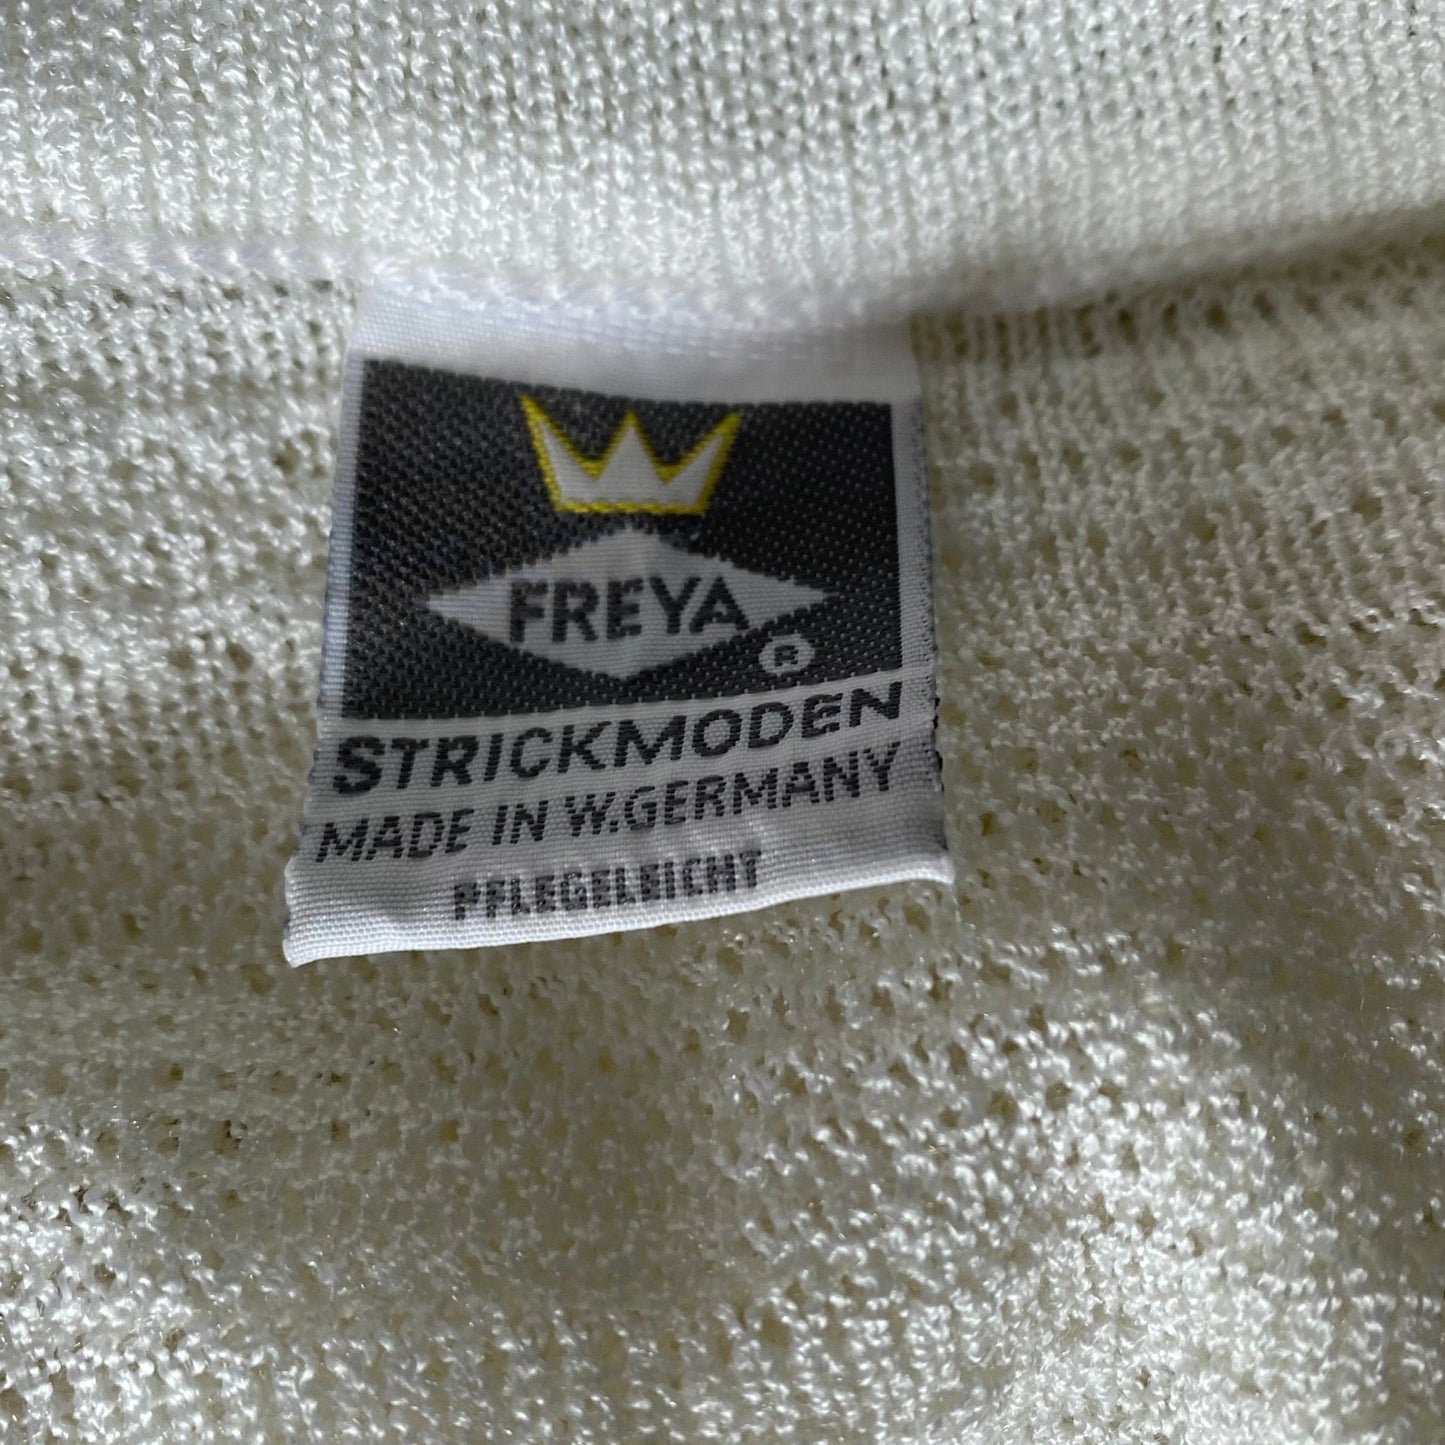 FREYA ®
STRICKMODEN
MADE IN W.GERMANY
PFLEGELEICHT